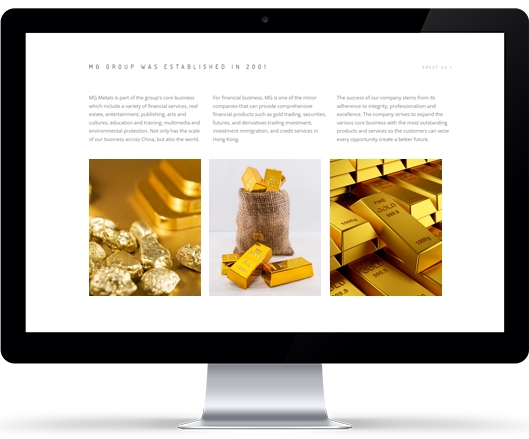 MG GROUP WAS ESTABLISHED IN 2001
ABOUT US
MG Metals is part of the group's core business
which include a variety of financial services, real
estate, entertainment, publishing, arts and
cultures, education and training, multimedia and
environmental protection. Not only has the scale
of our business across China, but also the world.
For financial business, MG is one of the minor
companies that can provide comprehensive
financial products such as gold trading, securities,
futures, and derivatives trading investment,
investment immigration, and credit services in
Hong Kong.
The success of our company stems from its
adherence to integrity, professionalism and
excellence. The company strives to expand the
various core business with the most outstanding
products and services so the customers can seize
every opportunity create a better future.
FINE
GOLD
999.9
1000g
1000g